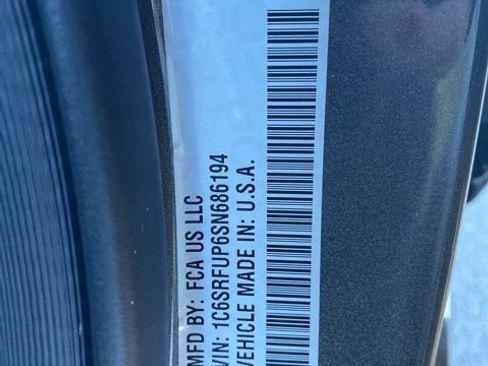 MFD BY: FCA US LLC
VIN: 1C6SRFUP6SN686194
VEHICLE MADE IN: U.S.A.